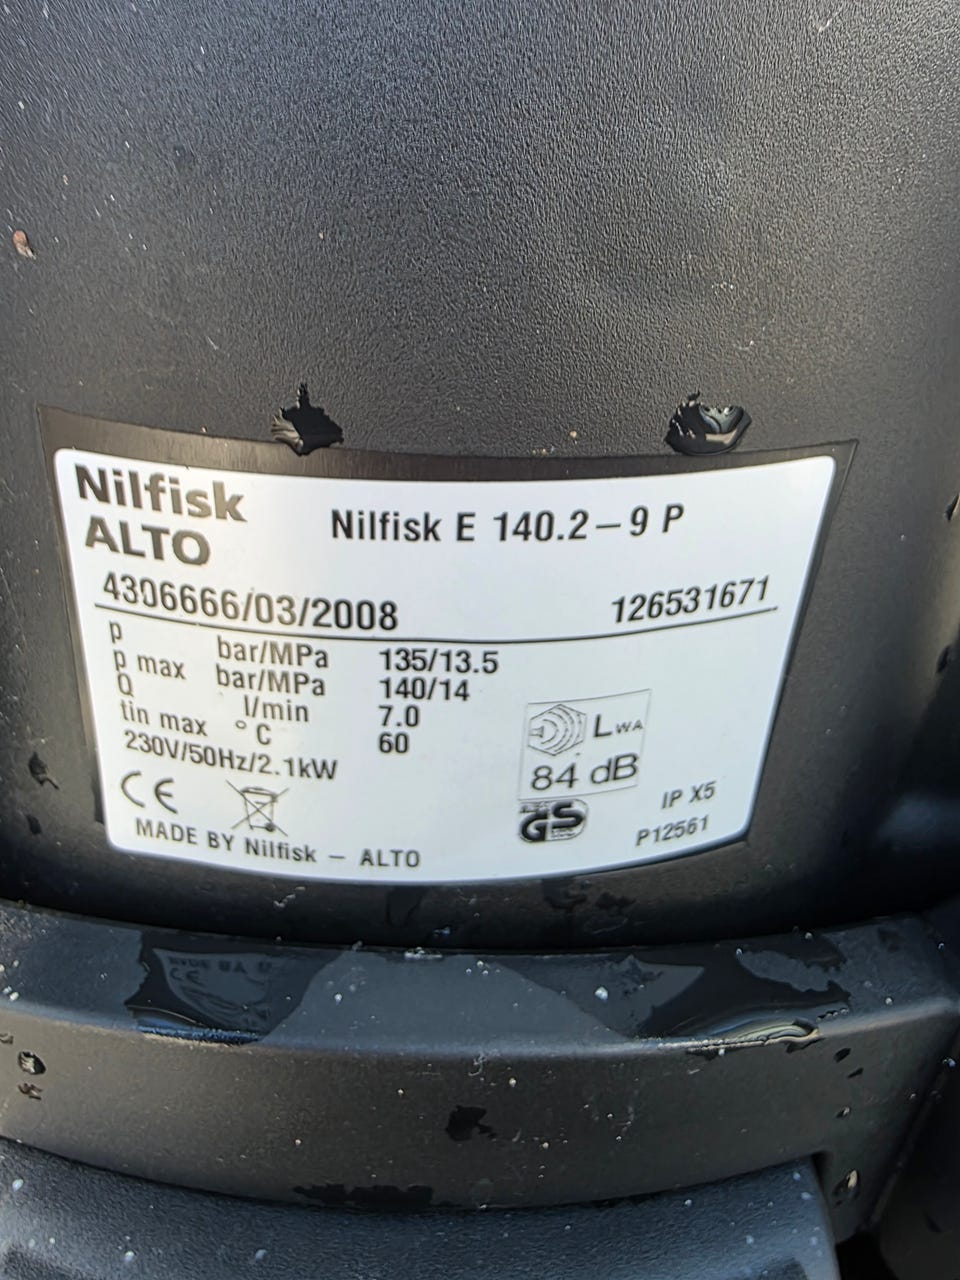 Nilfisk
ALTO
Nilfisk E 140.2-9 P
4306666/03/2008 126531671
p bar/MPa 135/13.5
p max bar/MPa 140/14
Q l/min 7.0
tin max °C 60
230V/50Hz/2.1kW
LWA
84 dB
CE
GS
IP X5
P12561
MADE BY Nilfisk - ALTO